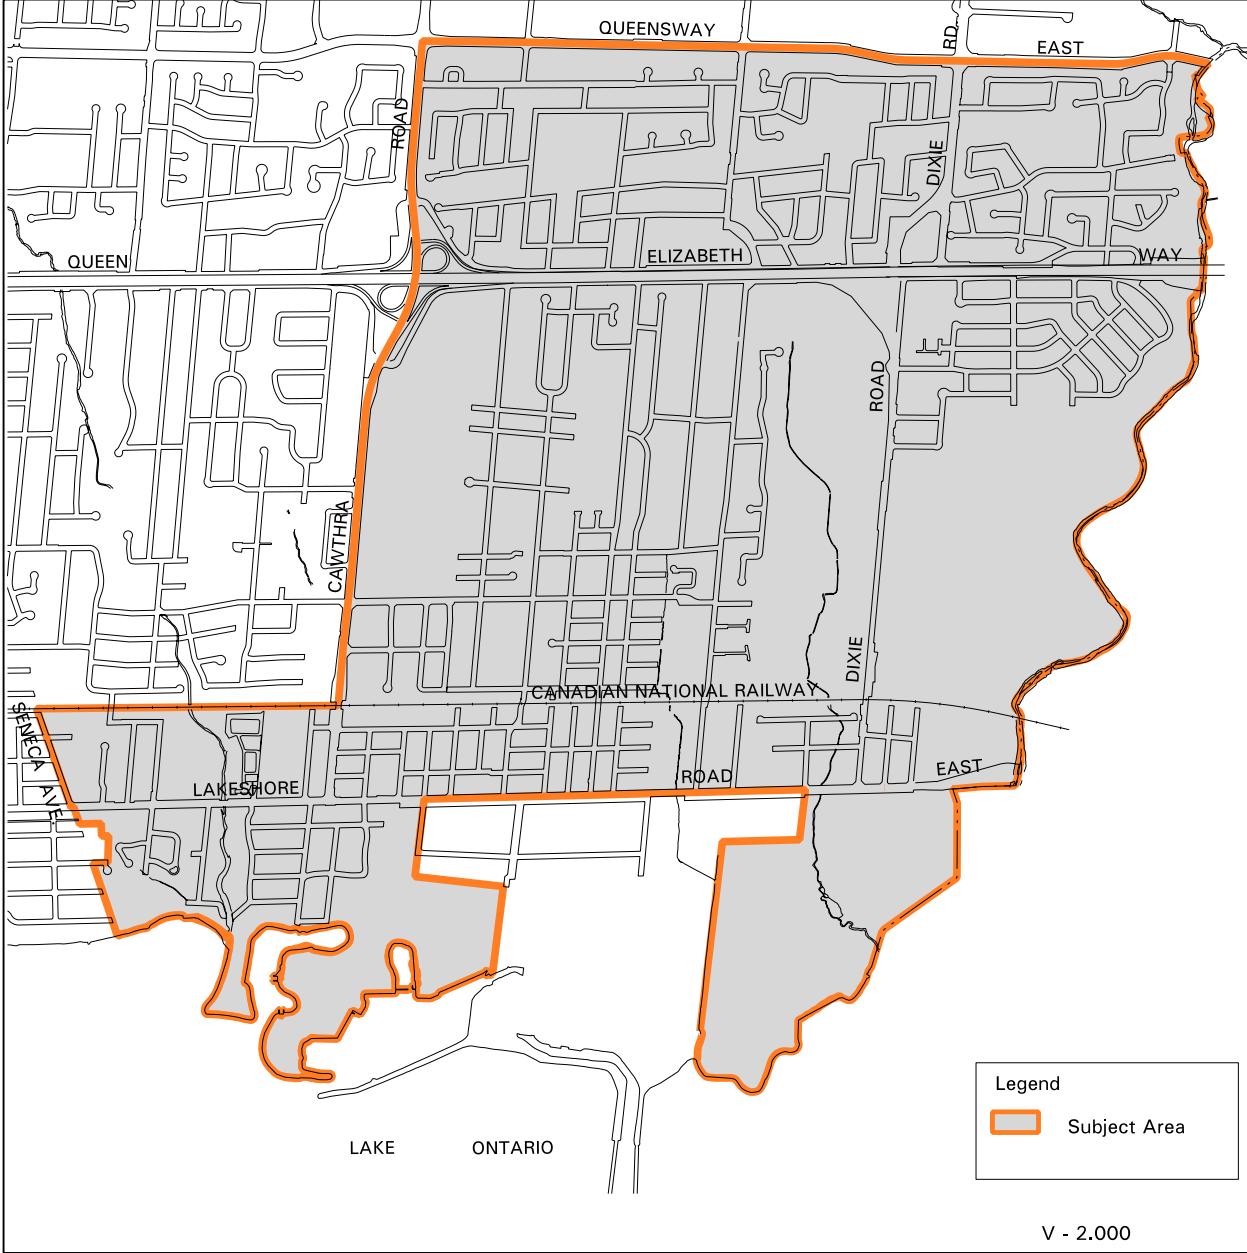 QUEENSWAY
RD.
EAST
ROAD
DIXIE
QUEEN
ELIZABETH
WAY
ROAD
CAWTHRA
DIXIE
CANADIAN NATIONAL RAILWAY
SENECA AVE.
LAKESHORE
ROAD
EAST
Legend
Subject Area
LAKE ONTARIO
V - 2.000